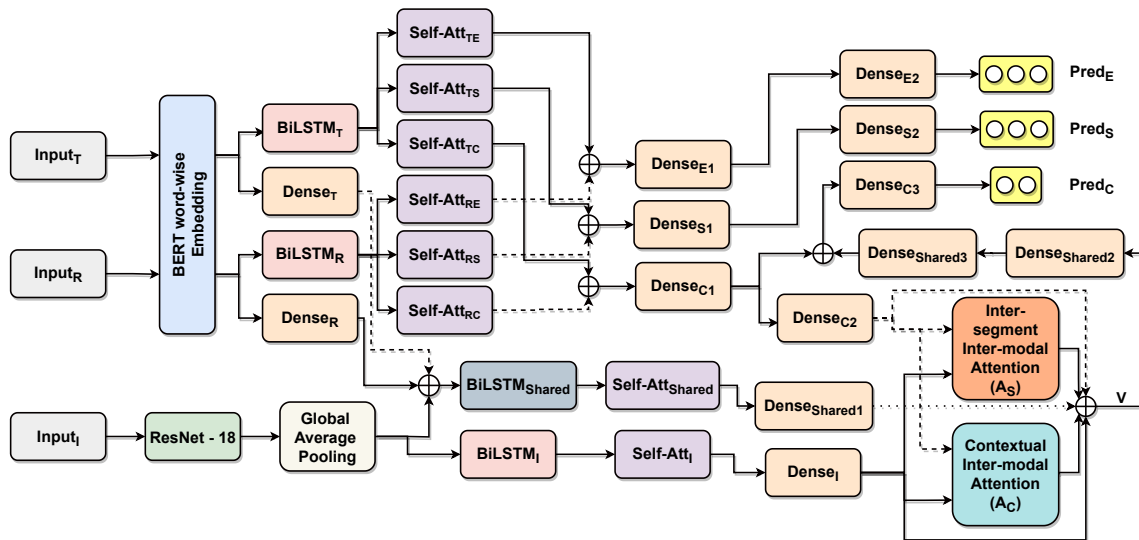 Input_T
Input_R
Input_I
BERT word-wise
Embedding
ResNet - 18
BiLSTM_T
Dense_T
BiLSTM_R
Dense_R
Global
Average
Pooling
Self-Att_TE
Self-Att_TS
Self-Att_TC
Self-Att_RE
Self-Att_RS
Self-Att_RC
BiLSTM_Shared
Self-Att_Shared
Dense_Shared1
BiLSTM_I
Self-Att_I
Dense_I
Dense_E1
Dense_S1
Dense_C1
Dense_C2
Dense_E2
Pred_E
Dense_S2
Pred_S
Dense_C3
Pred_C
Dense_Shared3
Dense_Shared2
Inter-
segment
Inter-modal
Attention
(A_S)
V
Contextual
Inter-modal
Attention
(A_C)